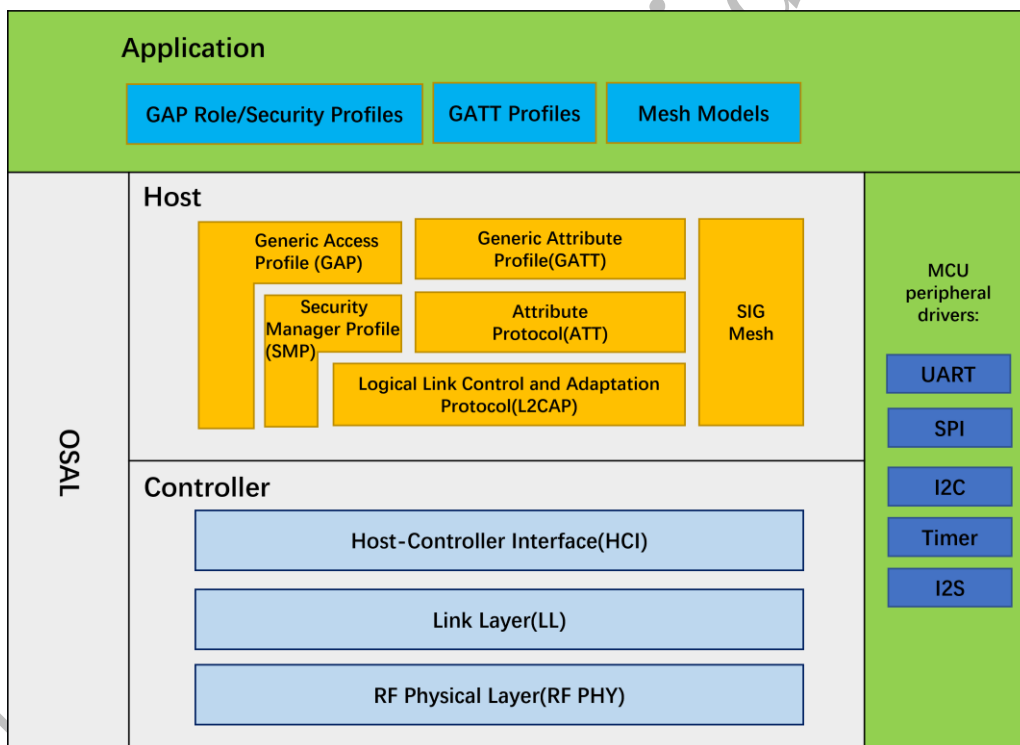 Application
GAP Role/Security Profiles
GATT Profiles
Mesh Models
Host
Generic Access
Profile (GAP)
Generic Attribute
Profile(GATT)
Security
Manager Profile
(SMP)
Attribute
Protocol(ATT)
SIG
Mesh
Logical Link Control and Adaptation
Protocol(L2CAP)
OSAL
Controller
Host-Controller Interface(HCI)
Link Layer(LL)
RF Physical Layer(RF PHY)
MCU
peripheral
drivers:
UART
SPI
I2C
Timer
I2S